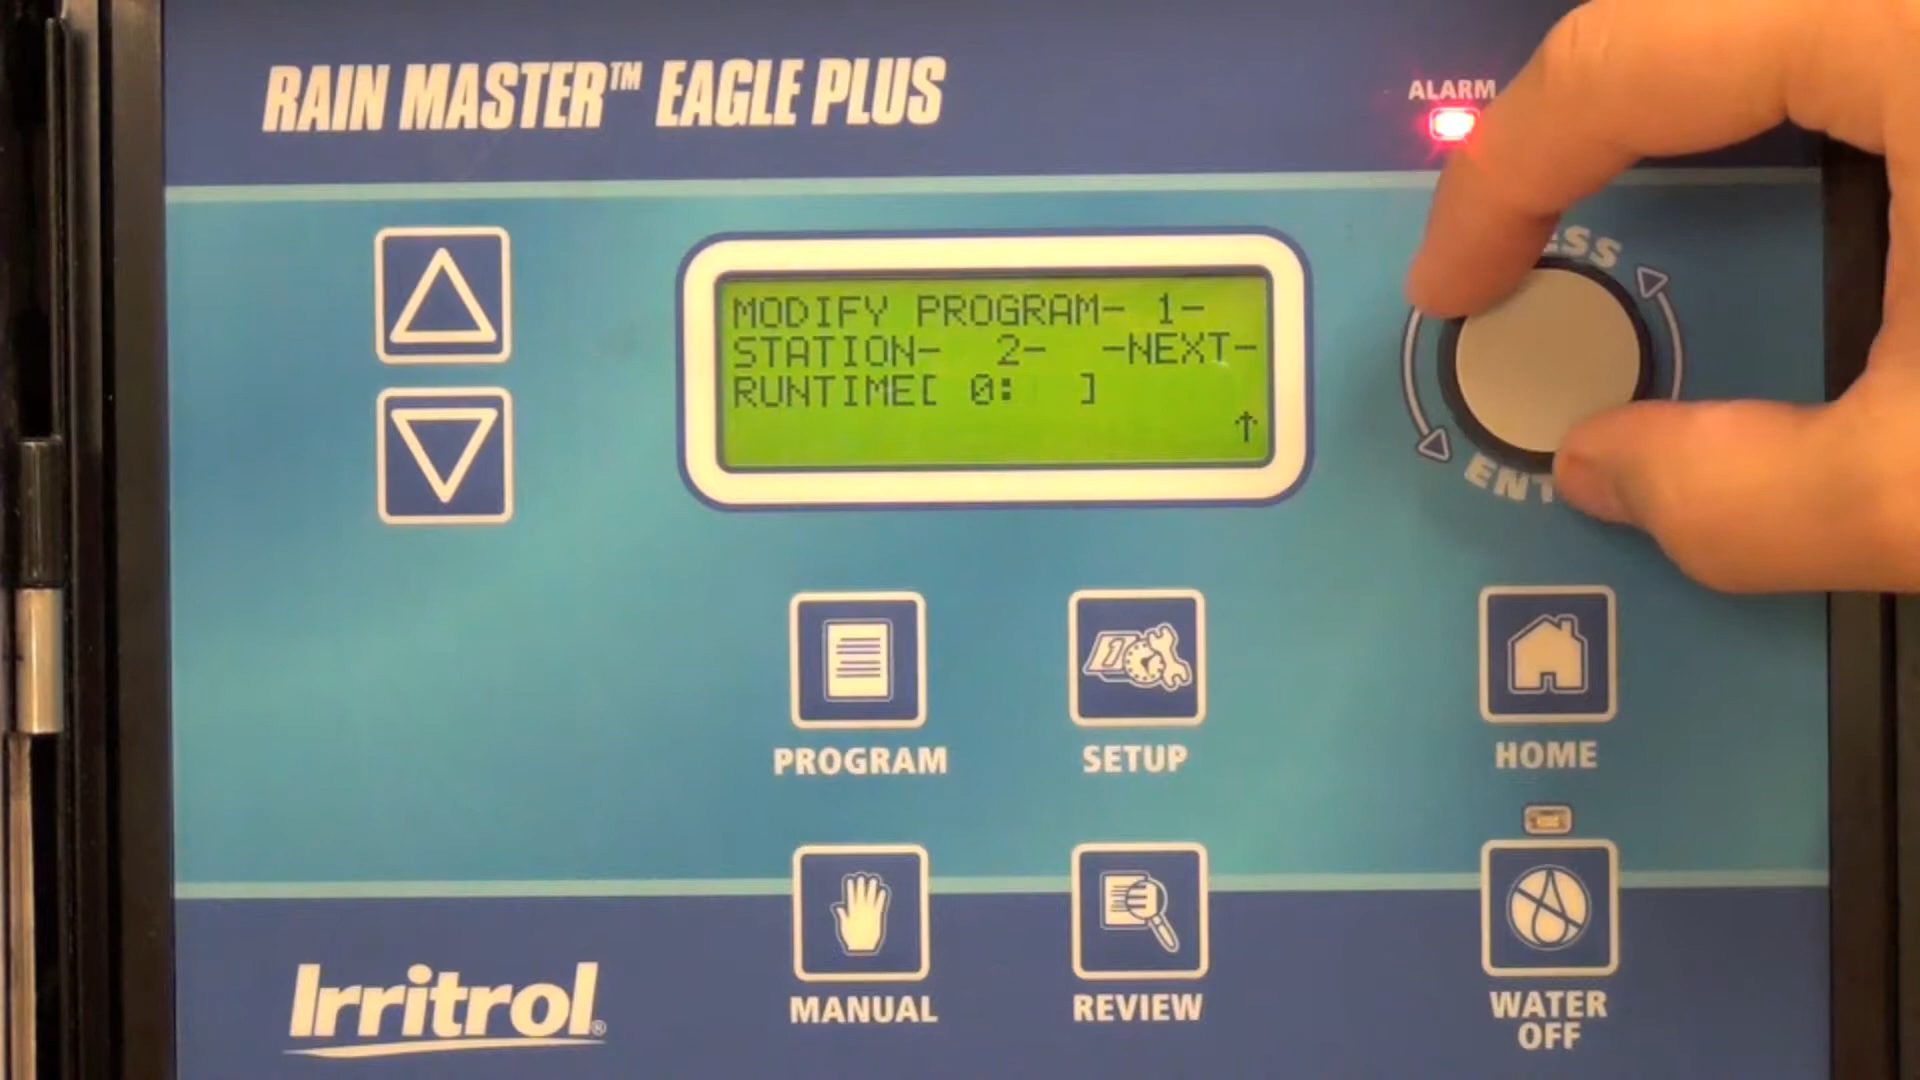 RAIN MASTER™ EAGLE PLUS
ALARM
MODIFY PROGRAM- 1-
STATION- 2- -NEXT-
RUNTIME[ 0: ]
↑
PROGRAM
SETUP
HOME
MANUAL
REVIEW
WATER
OFF
Irritrol®